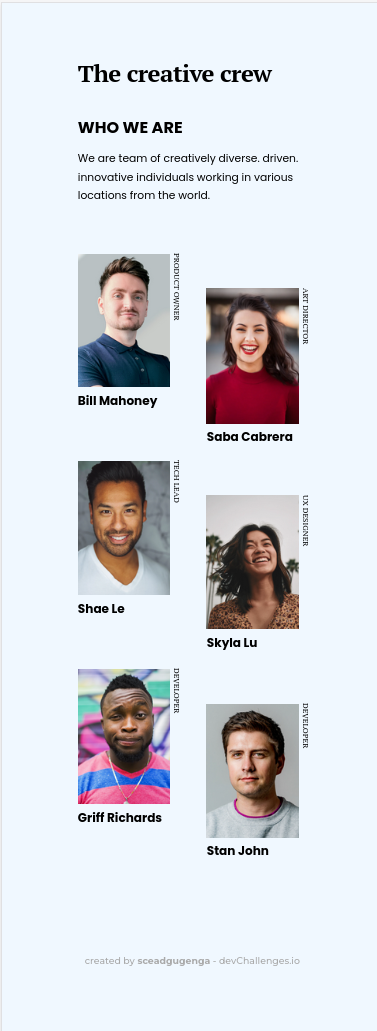 The creative crew
WHO WE ARE
We are team of creatively diverse. driven.
innovative individuals working in various
locations from the world.
PRODUCT OWNER
Bill Mahoney
ART DIRECTOR
Saba Cabrera
TECH LEAD
Shae Le
UX DESIGNER
Skyla Lu
DEVELOPER
Griff Richards
DEVELOPER
Stan John
created by sceadgugenga - devChallenges.io